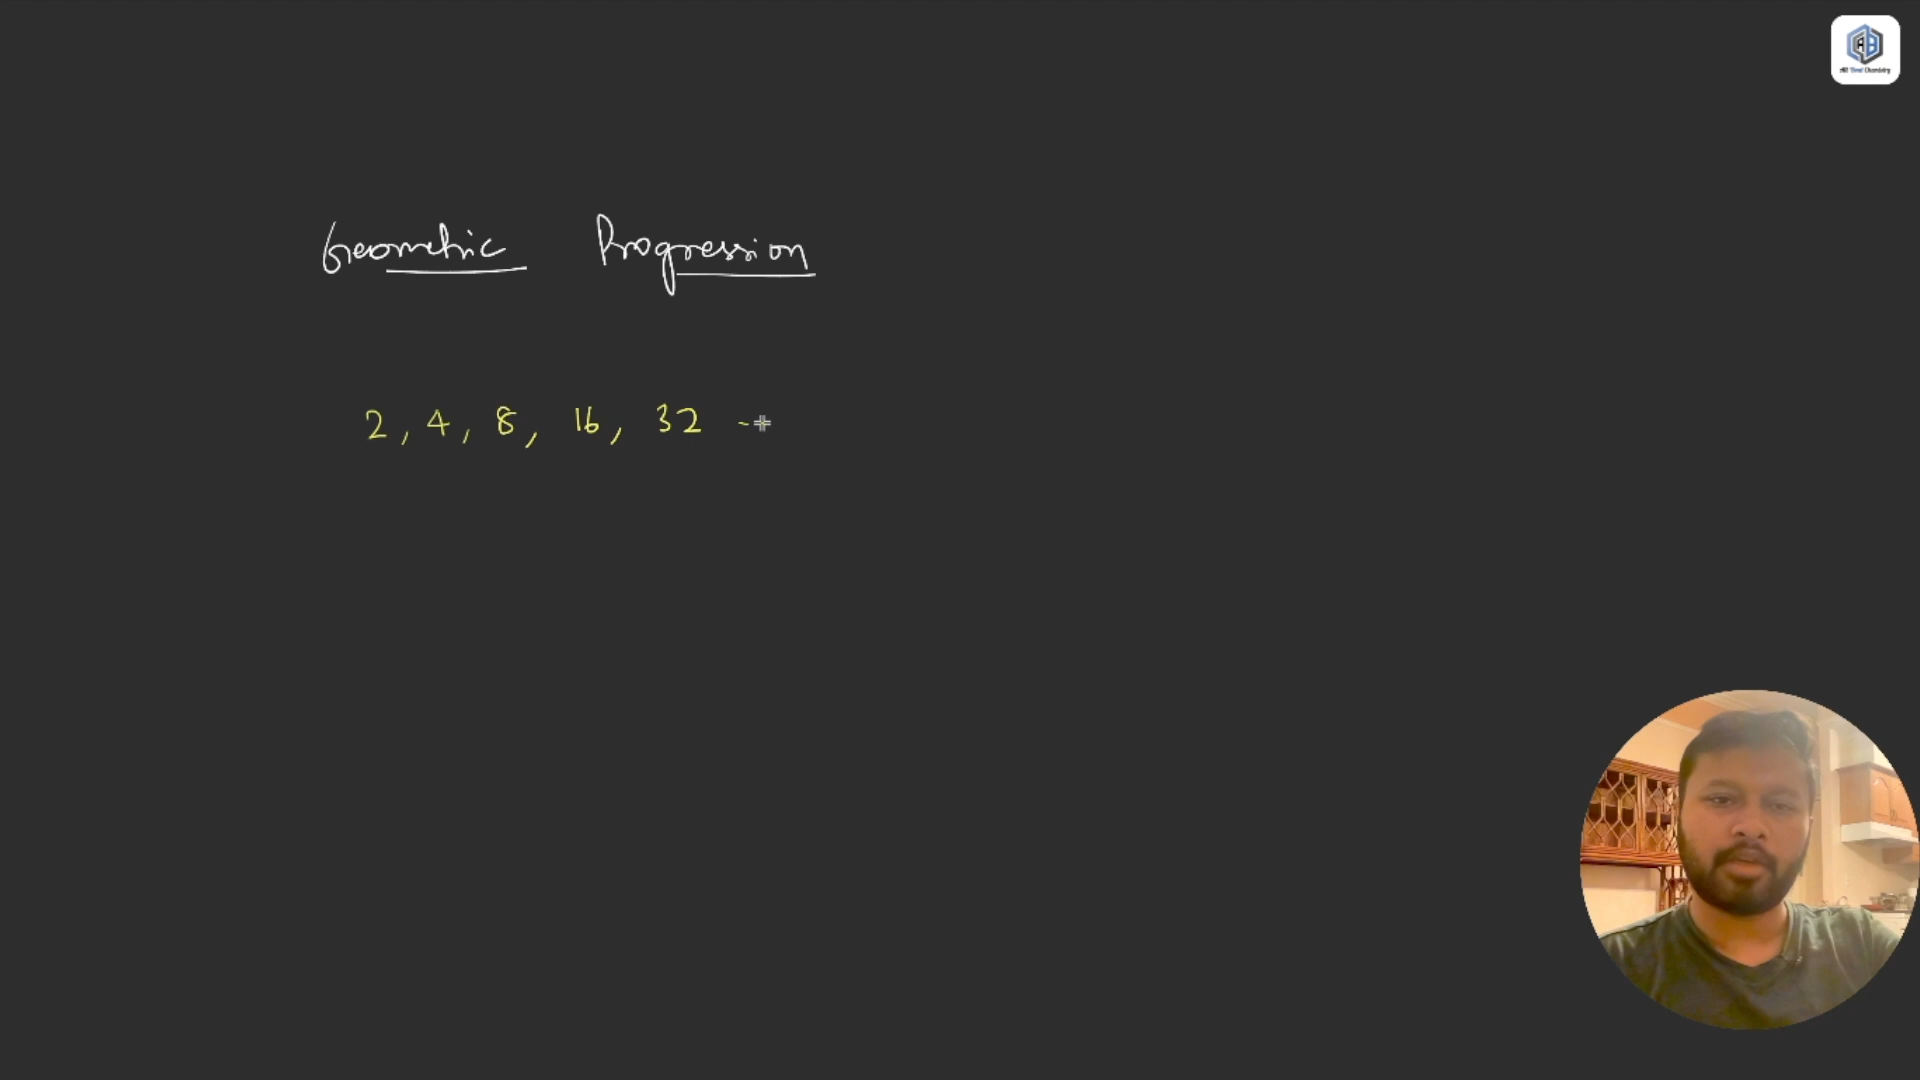 Geometric Progression
2, 4, 8, 16, 32 --